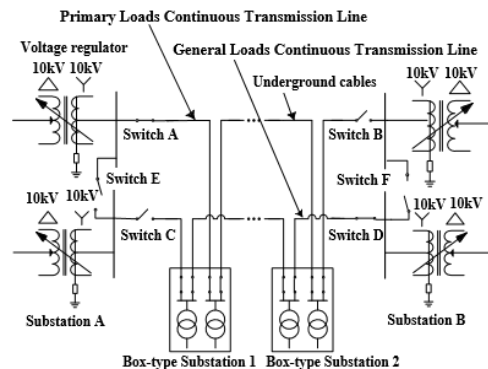 Primary Loads Continuous Transmission Line
Voltage regulator
General Loads Continuous Transmission Line
10kV 10kV
Underground cables
10kV 10kV
Switch A
Switch B
Switch E
Switch F
10kV 10kV
10kV 10kV
Switch C
Switch D
Substation A
Substation B
Box-type Substation 1
Box-type Substation 2